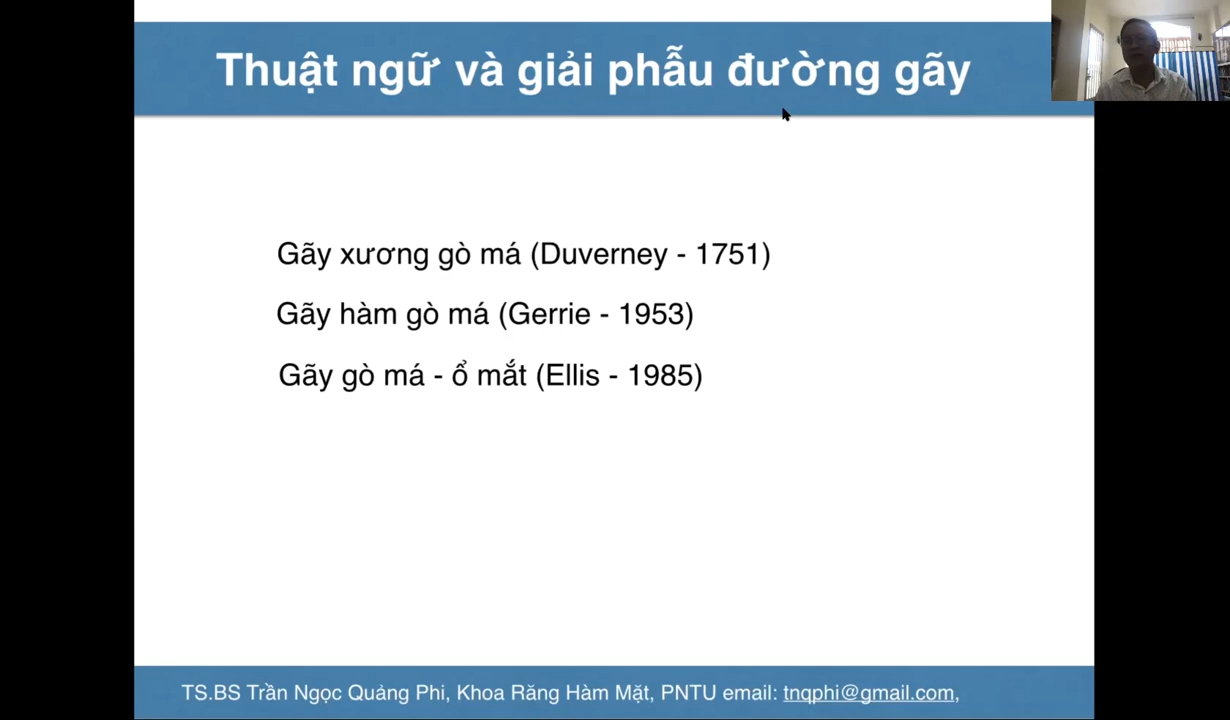 Thuật ngữ và giải phẫu đường gãy
Gãy xương gò má (Duverney - 1751)
Gãy hàm gò má (Gerrie - 1953)
Gãy gò má - ổ mắt (Ellis - 1985)
TS.BS Trần Ngọc Quảng Phi, Khoa Răng Hàm Mặt, PNTU email: tnqphi@gmail.com,